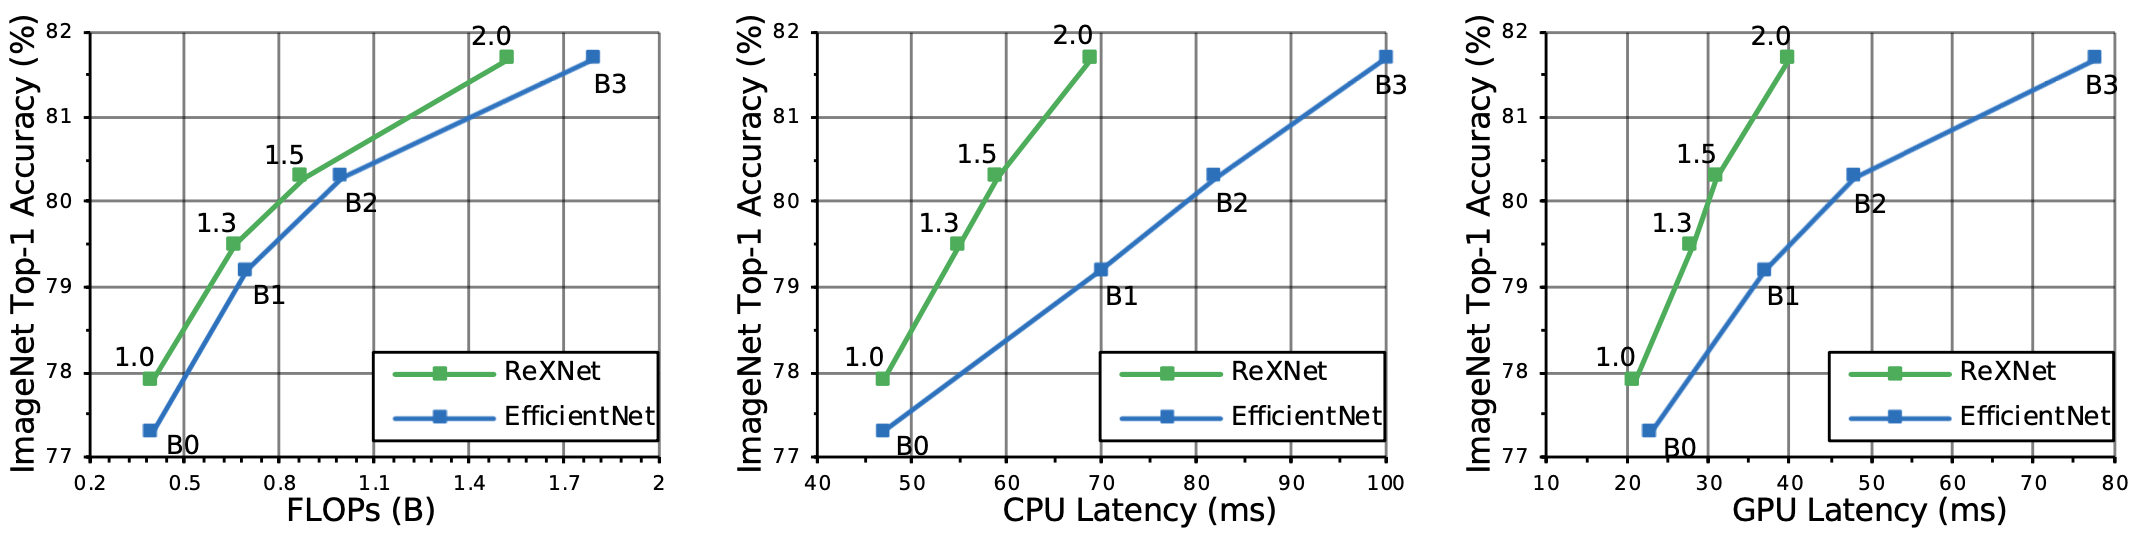 ImageNet Top-1 Accuracy (%)
82
81
80
79
78
77
2.0
1.5
1.3
1.0
B3
B2
B1
B0
ReXNet
EfficientNet
0.2 0.5 0.8 1.1 1.4 1.7 2
FLOPs (B)
ImageNet Top-1 Accuracy (%)
82
81
80
79
78
77
2.0
1.5
1.3
1.0
B3
B2
B1
B0
ReXNet
EfficientNet
40 50 60 70 80 90 100
CPU Latency (ms)
ImageNet Top-1 Accuracy (%)
82
81
80
79
78
77
2.0
1.5
1.3
1.0
B3
B2
B1
B0
ReXNet
EfficientNet
10 20 30 40 50 60 70 80
GPU Latency (ms)